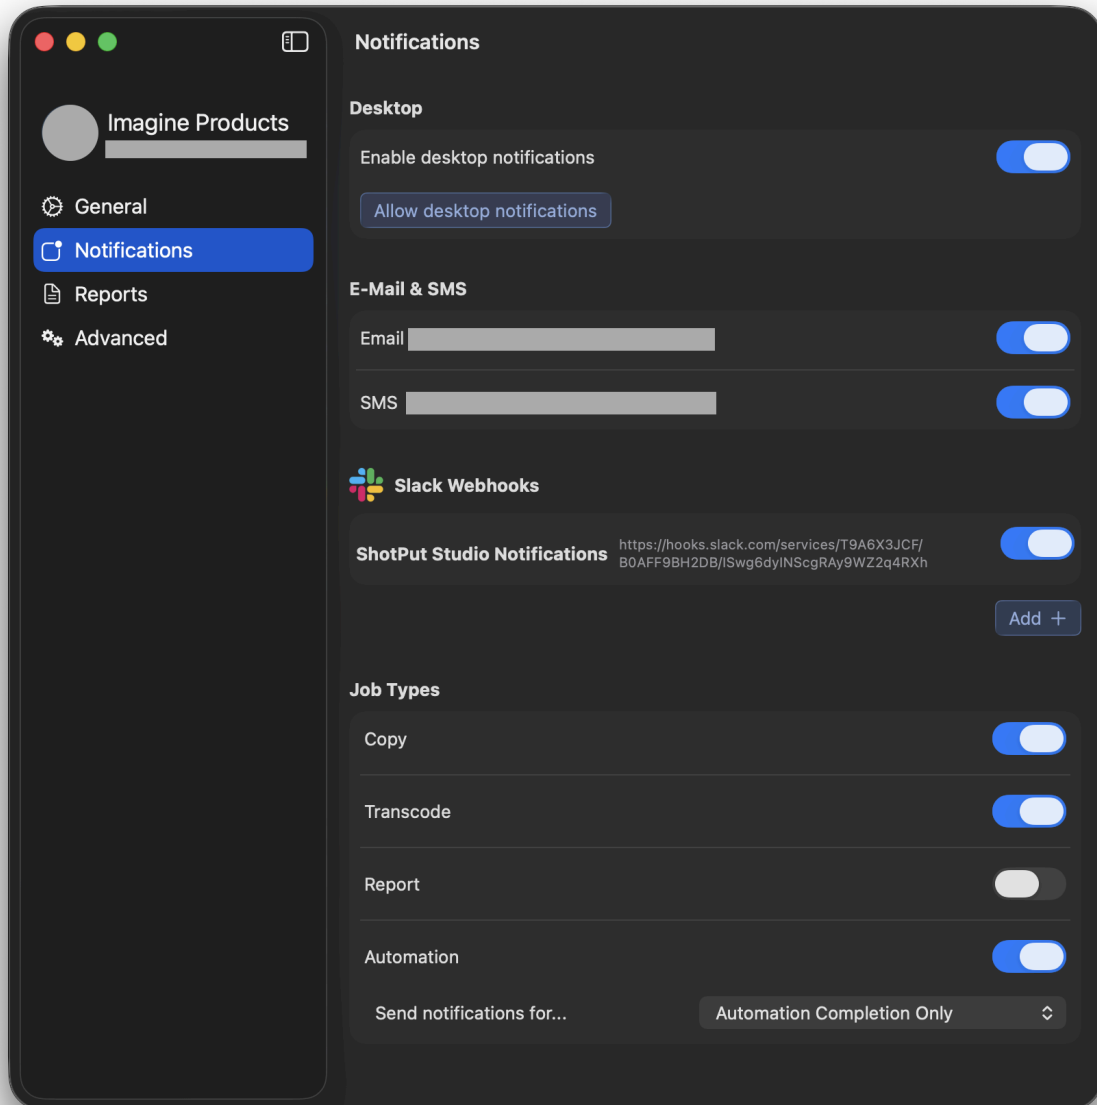 Notifications
Imagine Products
General
Notifications
Reports
Advanced
Desktop
Enable desktop notifications
Allow desktop notifications
E-Mail & SMS
Email
SMS
Slack Webhooks
ShotPut Studio Notifications
https://hooks.slack.com/services/T9A6X3JCF/
B0AFF9BH2DB/ISwg6dyINScgRAy9WZ2q4RXh
Add +
Job Types
Copy
Transcode
Report
Automation
Send notifications for...
Automation Completion Only